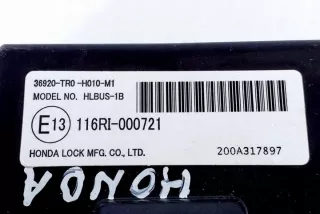 36920-TR0 -H010-M1
MODEL NO. HLBUS-1B
E13 116RI-000721
HONDA LOCK MFG. CO., LTD.
200A317897
HONDA